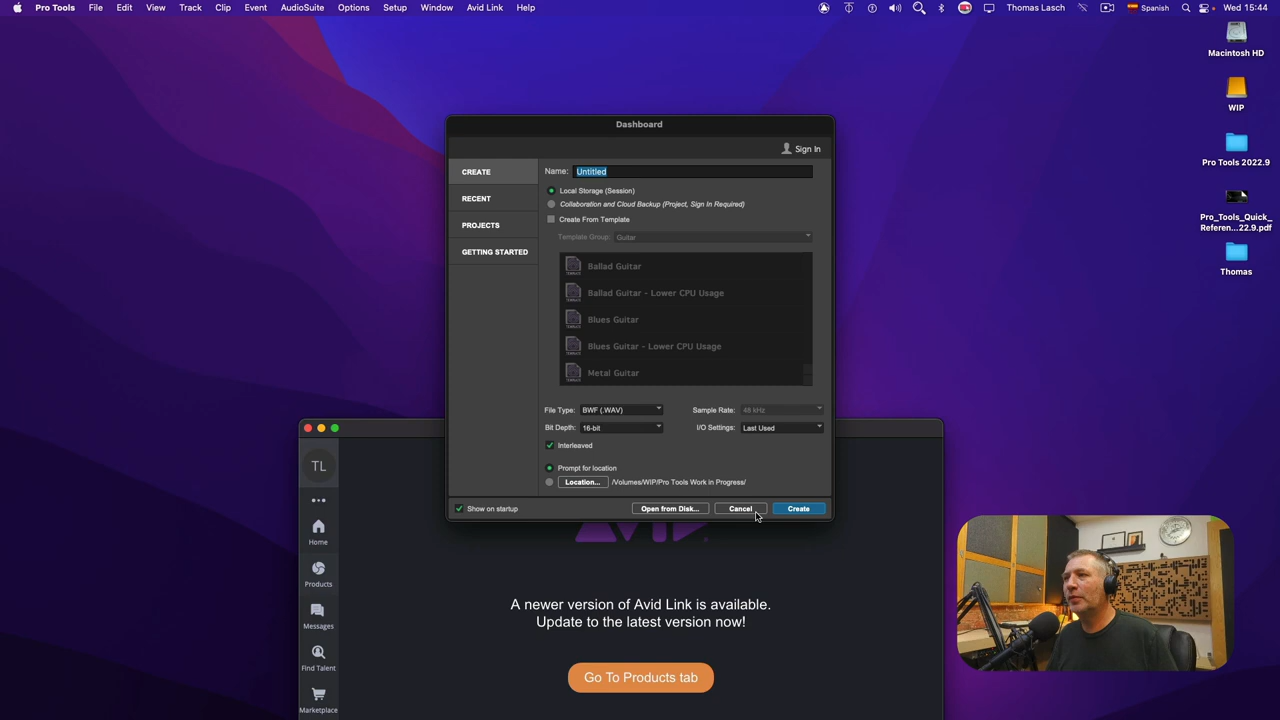 Pro Tools File Edit View Track Clip Event AudioSuite Options Setup Window Avid Link Help Thomas Lasch Spanish Wed 15:44
Macintosh HD
WIP
Pro Tools 2022.9
Pro_Tools_Quick_
Referen...22.9.pdf
Thomas
Dashboard
Sign In
CREATE
RECENT
PROJECTS
GETTING STARTED
Name: Untitled
Local Storage (Session)
Collaboration and Cloud Backup (Project, Sign In Required)
Create From Template
Template Group: Guitar
Ballad Guitar
Ballad Guitar - Lower CPU Usage
Blues Guitar
Blues Guitar - Lower CPU Usage
Metal Guitar
File Type: BWF (.WAV) Sample Rate: 48 kHz
Bit Depth: 16-bit I/O Settings: Last Used
Interleaved
Prompt for location
Location... /Volumes/WIP/Pro Tools Work in Progress/
Show on startup Open from Disk... Cancel Create
TL
Home
Products
Messages
Find Talent
Marketplace
AVID
A newer version of Avid Link is available.
Update to the latest version now!
Go To Products tab